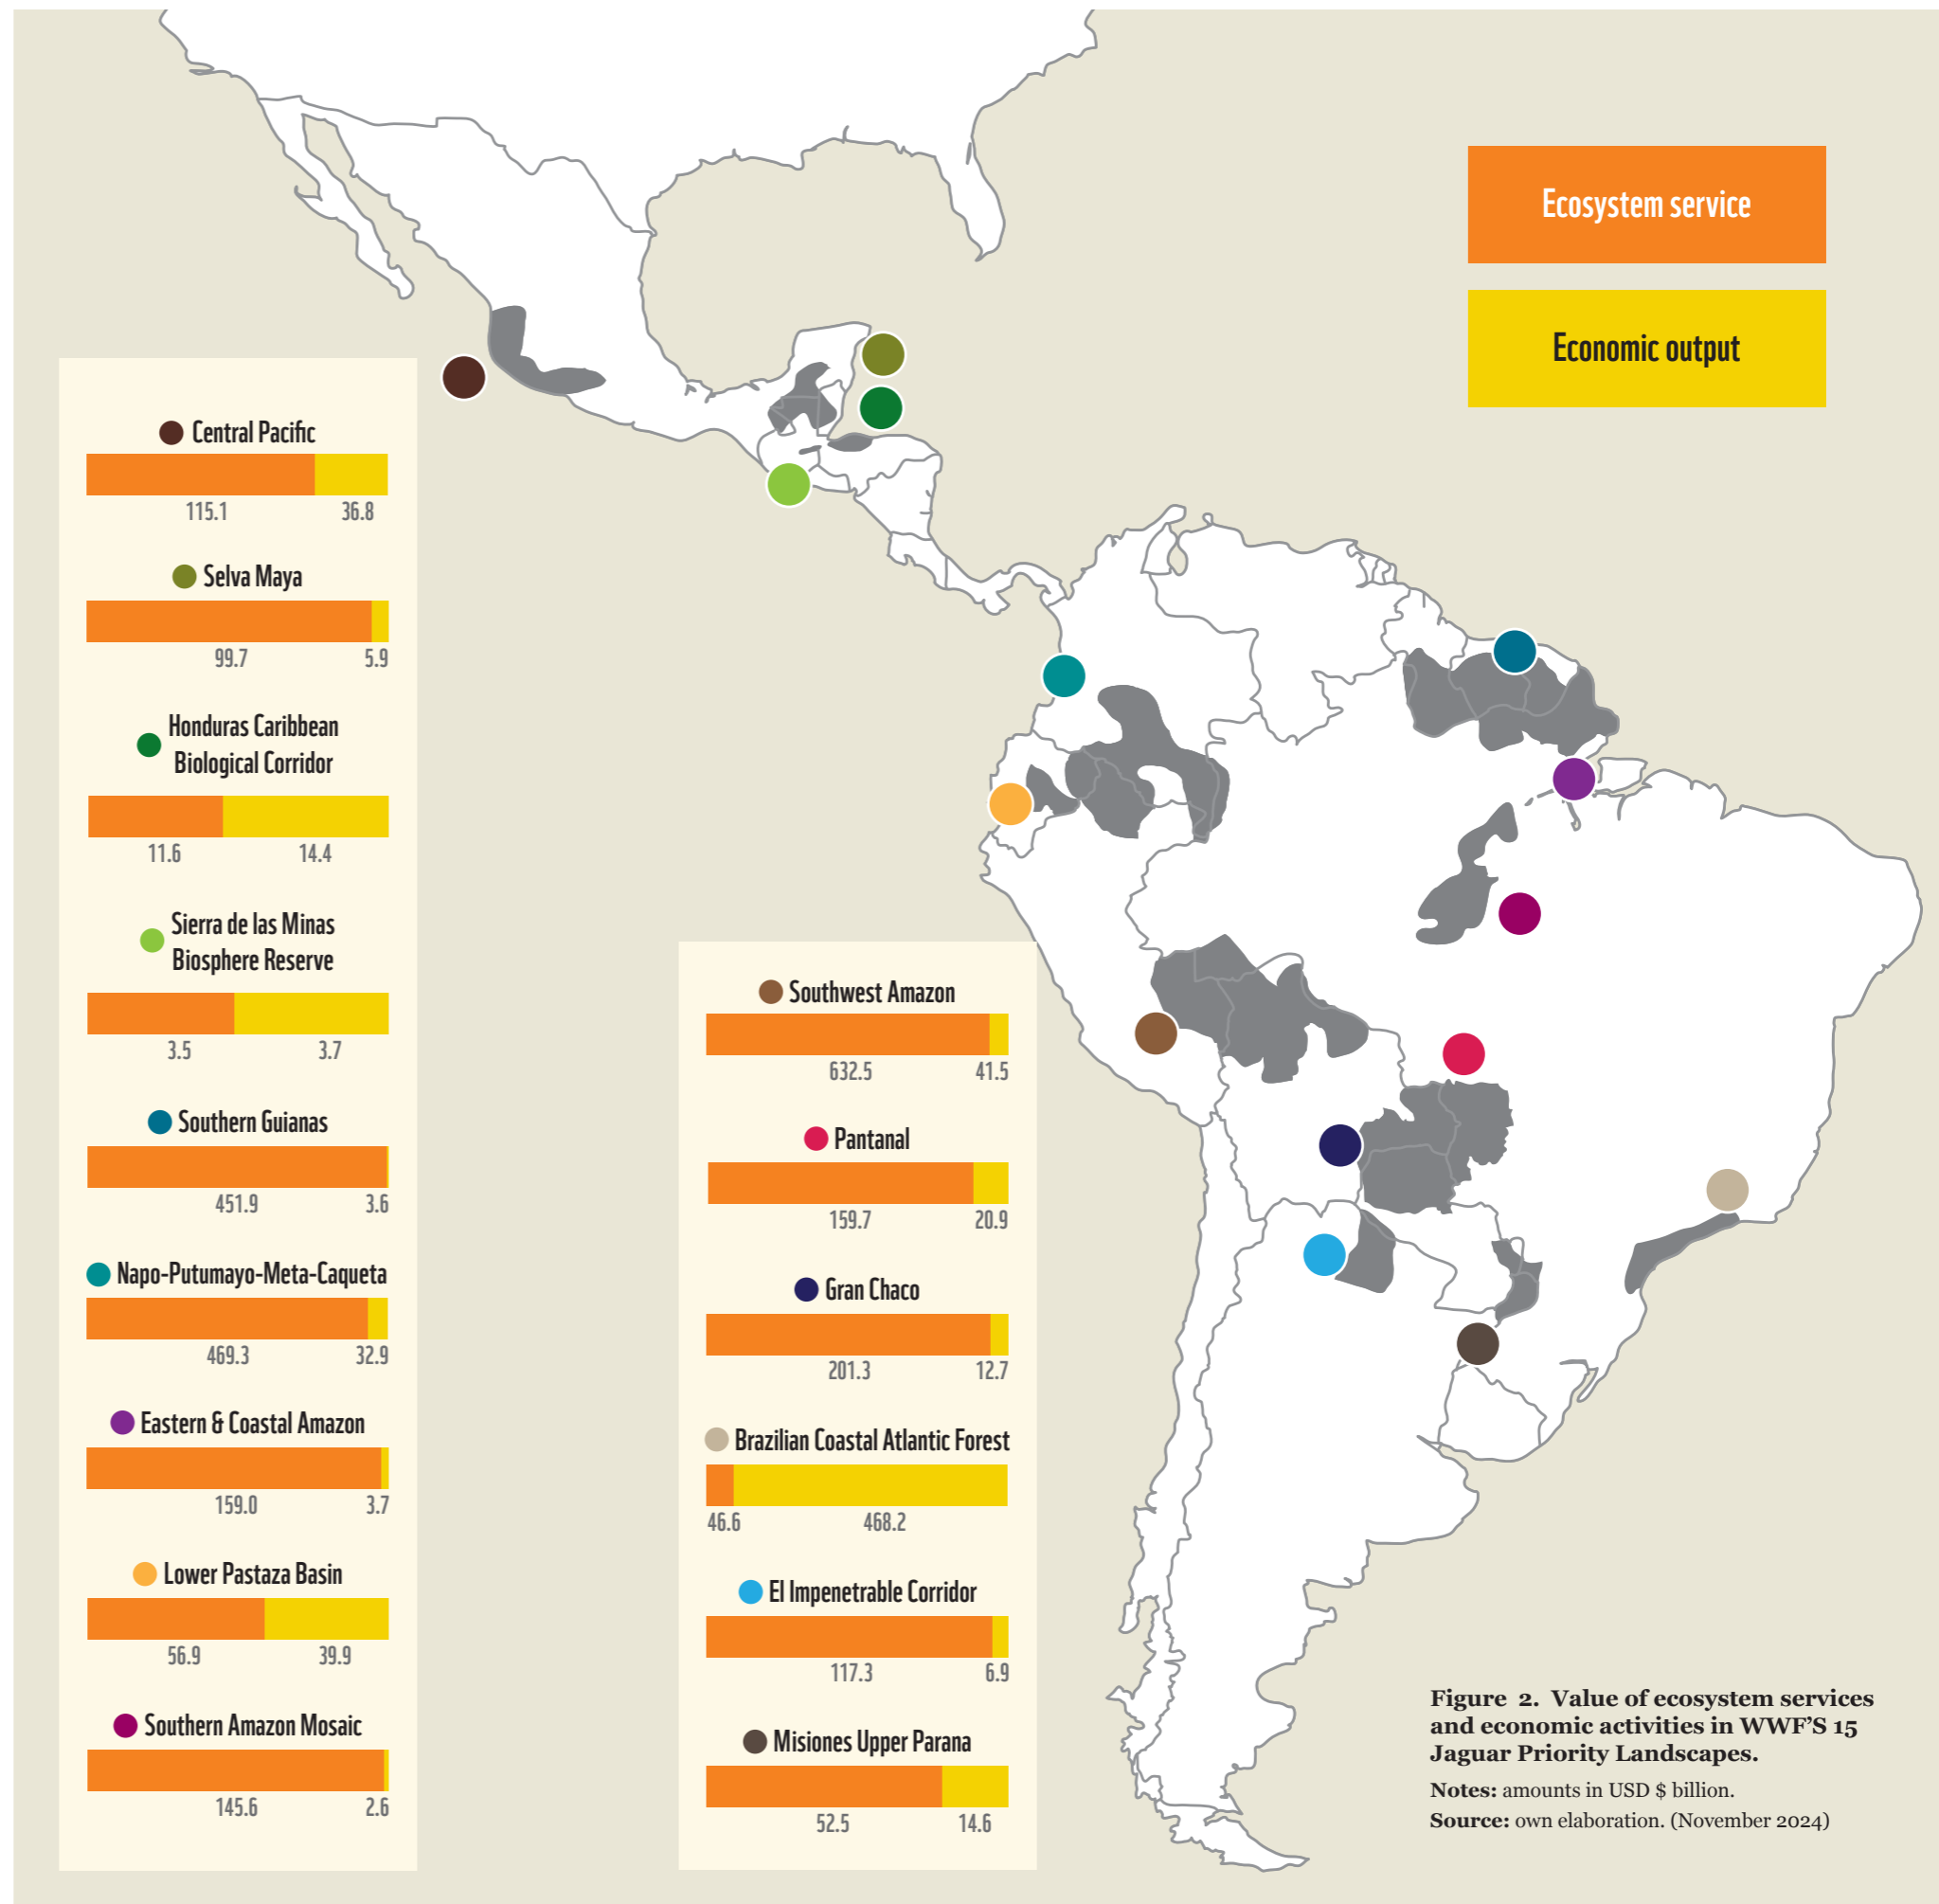 Ecosystem service
Economic output
Central Pacific
115.1 36.8
Selva Maya
99.7 5.9
Honduras Caribbean
Biological Corridor
11.6 14.4
Sierra de las Minas
Biosphere Reserve
3.5 3.7
Southern Guianas
451.9 3.6
Napo-Putumayo-Meta-Caqueta
469.3 32.9
Eastern & Coastal Amazon
159.0 3.7
Lower Pastaza Basin
56.9 39.9
Southern Amazon Mosaic
145.6 2.6
Southwest Amazon
632.5 41.5
Pantanal
159.7 20.9
Gran Chaco
201.3 12.7
Brazilian Coastal Atlantic Forest
46.6 468.2
El Impenetrable Corridor
117.3 6.9
Misiones Upper Parana
52.5 14.6
Figure 2. Value of ecosystem services
and economic activities in WWF'S 15
Jaguar Priority Landscapes.
Notes: amounts in USD $ billion.
Source: own elaboration. (November 2024)